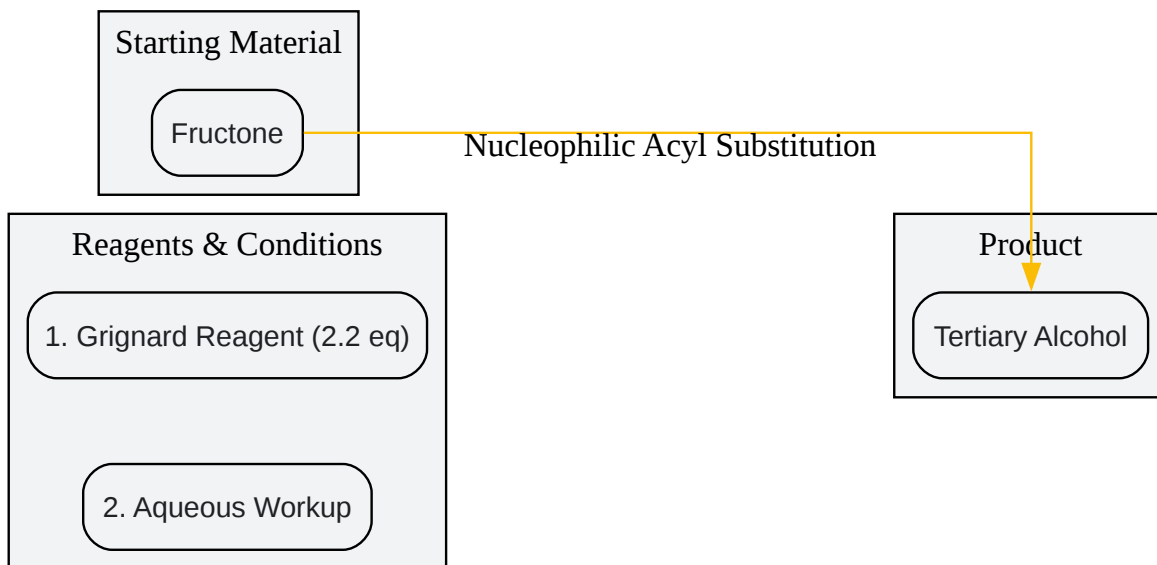 Starting Material
Fructone
Nucleophilic Acyl Substitution
Reagents & Conditions
1. Grignard Reagent (2.2 eq)
2. Aqueous Workup
Product
Tertiary Alcohol